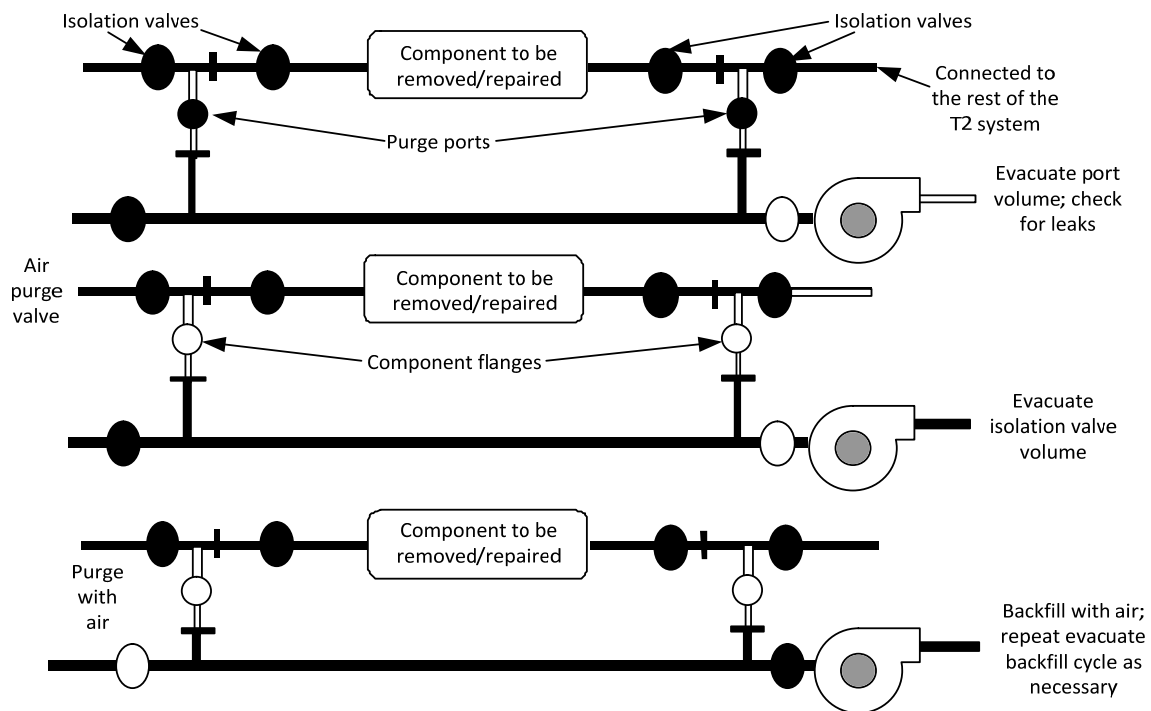 Isolation valves
Isolation valves
Component to be
removed/repaired
Connected to
the rest of the
T2 system
Purge ports
Evacuate port
volume; check
for leaks
Air
purge
valve
Component to be
removed/repaired
Component flanges
Evacuate
isolation valve
volume
Component to be
removed/repaired
Purge
with
air
Backfill with air;
repeat evacuate
backfill cycle as
necessary